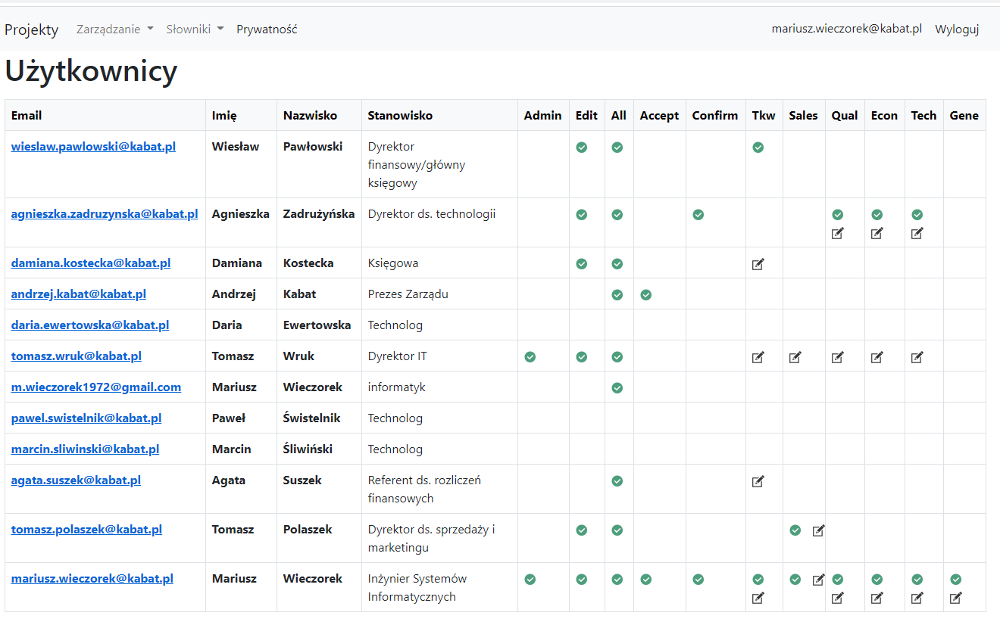 Projekty Zarządzanie Słowniki Prywatność mariusz.wieczorek@kabat.pl Wyloguj
Użytkownicy
Email Imię Nazwisko Stanowisko Admin Edit All Accept Confirm Tkw Sales Qual Econ Tech Gene
wieslaw.pawlowski@kabat.pl Wiesław Pawłowski Dyrektor
finansowy/główny
księgowy
agnieszka.zadruzynska@kabat.pl Agnieszka Zadrużyńska Dyrektor ds. technologii
damiana.kostecka@kabat.pl Damiana Kostecka Księgowa
andrzej.kabat@kabat.pl Andrzej Kabat Prezes Zarządu
daria.ewertowska@kabat.pl Daria Ewertowska Technolog
tomasz.wruk@kabat.pl Tomasz Wruk Dyrektor IT
m.wieczorek1972@gmail.com Mariusz Wieczorek informatyk
pawel.swistelnik@kabat.pl Paweł Świstelnik Technolog
marcin.sliwinski@kabat.pl Marcin Śliwiński Technolog
agata.suszek@kabat.pl Agata Suszek Referent ds. rozliczeń
finansowych
tomasz.polaszek@kabat.pl Tomasz Polaszek Dyrektor ds. sprzedaży i
marketingu
mariusz.wieczorek@kabat.pl Mariusz Wieczorek Inżynier Systemów
Informatycznych